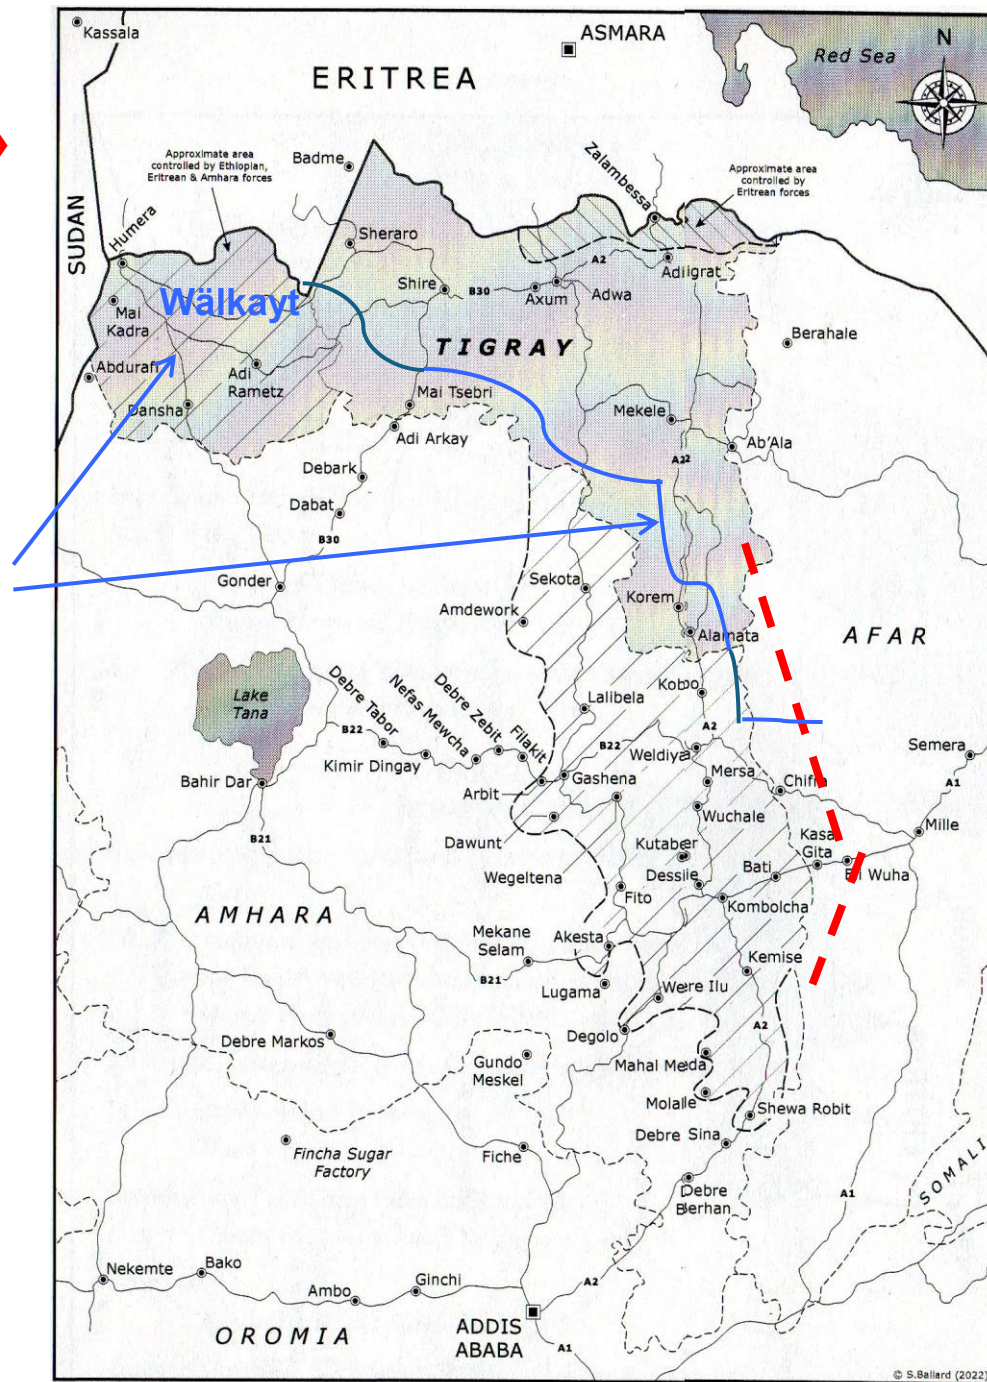 Kassala
ASMARA
ERITREA
Red Sea
N
Approximate area
controlled by Ethiopian,
Eritrean & Amhara forces
Badme
Zalambessa
Approximate area
controlled by
Eritrean forces
SUDAN
Humera
Sheraro
A2
Adigrat
Shire
B30
Axum
Adwa
Wälkayt
Mai
Kadra
TIGRAY
Berahale
Abdurafi
Adi
Rametz
Dansha
Mai Tsebri
Mekele
Adi Arkay
Ab'Ala
A2
Debark
Dabat
B30
Gonder
Sekota
Korem
Amdework
Alamata
AFAR
Lake
Tana
Debre Tabor
Nefas Mewcha
Debre Zebit
Filakit
Lalibela
Kobo
B22
B22
A2
Kimir Dingay
Weldiya
Semera
Bahir Dar
Arbit
Gashena
Mersa
Chifra
A1
Wuchale
B21
Dawunt
Kutaber
Kasa
Gita
Mille
Wegeltena
Dessie
Bati
Eli Wuha
Fito
Kombolcha
AMHARA
Mekane
Selam
Akesta
B21
Kemise
Lugama
Were Ilu
A2
Degolo
Debre Markos
Gundo
Meskel
Mahal Meda
Molale
Shewa Robit
Fincha Sugar
Factory
Fiche
Debre Sina
Debre
Berhan
A1
SOMALI
Nekemte
Bako
Ambo
Ginchi
A2
OROMIA
ADDIS
ABABA
A1
© S.Ballard (2022)